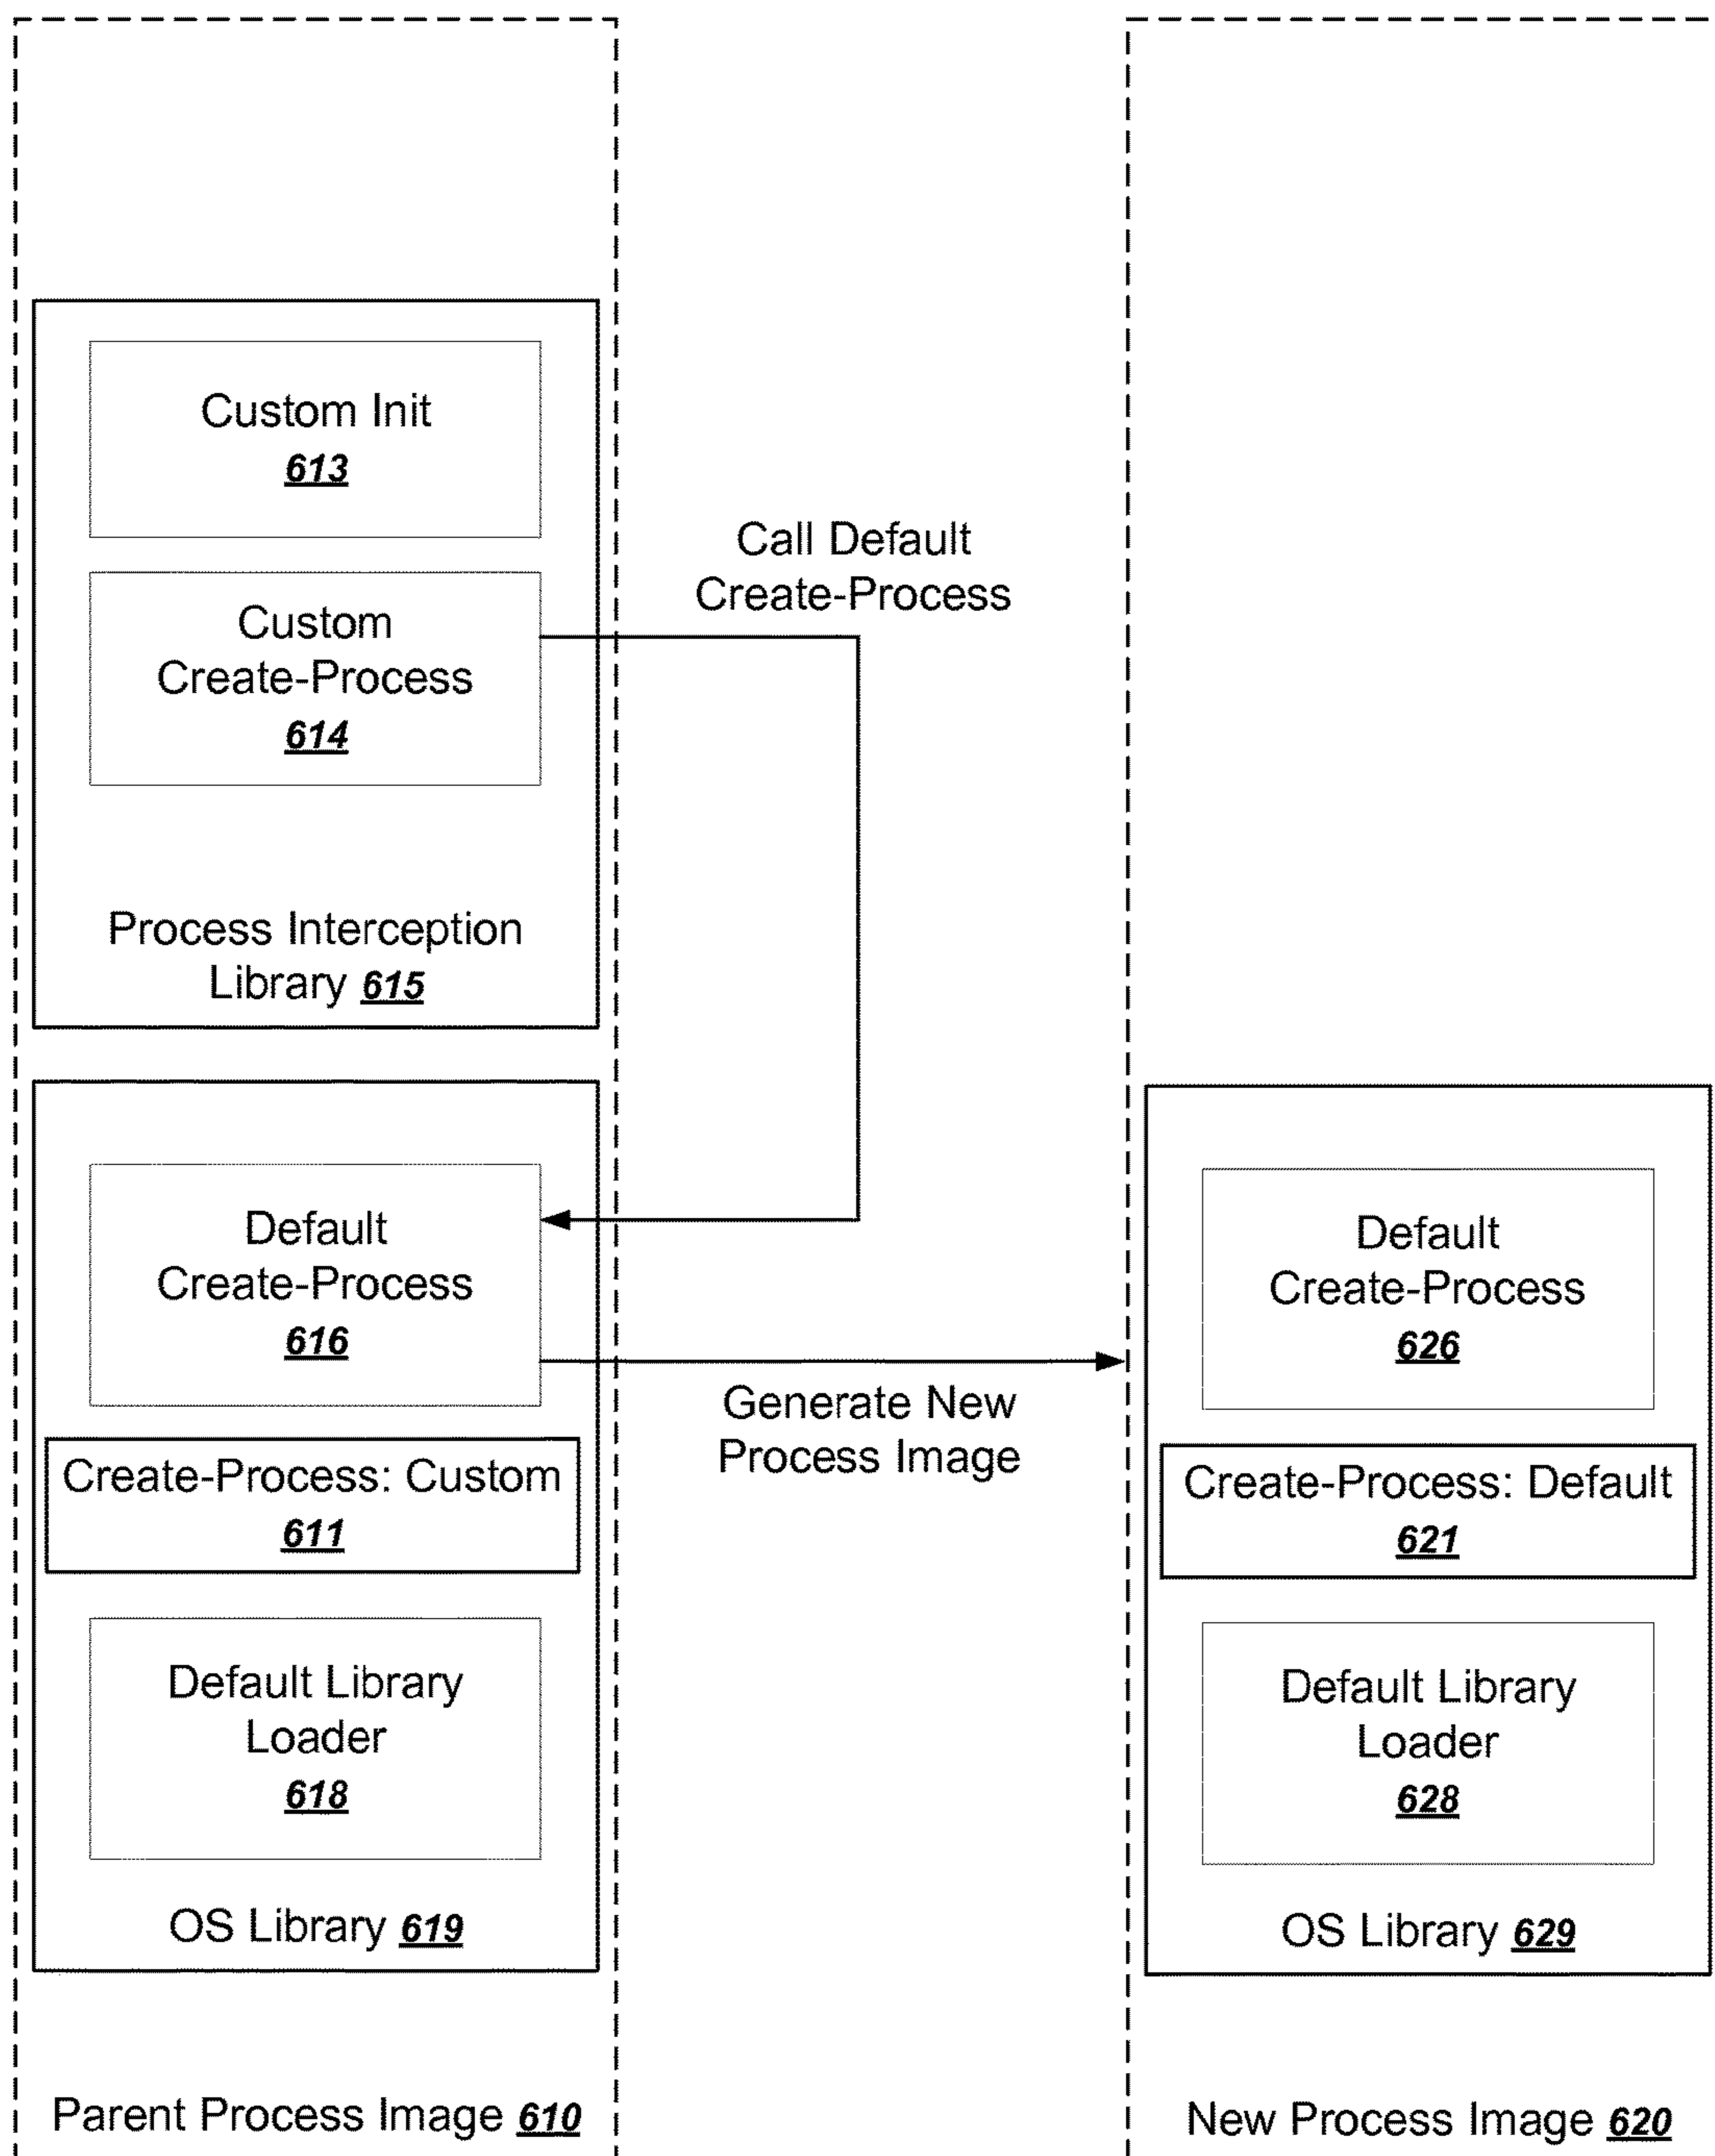 Custom Init
613
Custom
Create-Process
614
Process Interception
Library 615
Call Default
Create-Process
Default
Create-Process
616
Create-Process: Custom
611
Default Library
Loader
618
OS Library 619
Parent Process Image 610
Generate New
Process Image
Default
Create-Process
626
Create-Process: Default
621
Default Library
Loader
628
OS Library 629
New Process Image 620